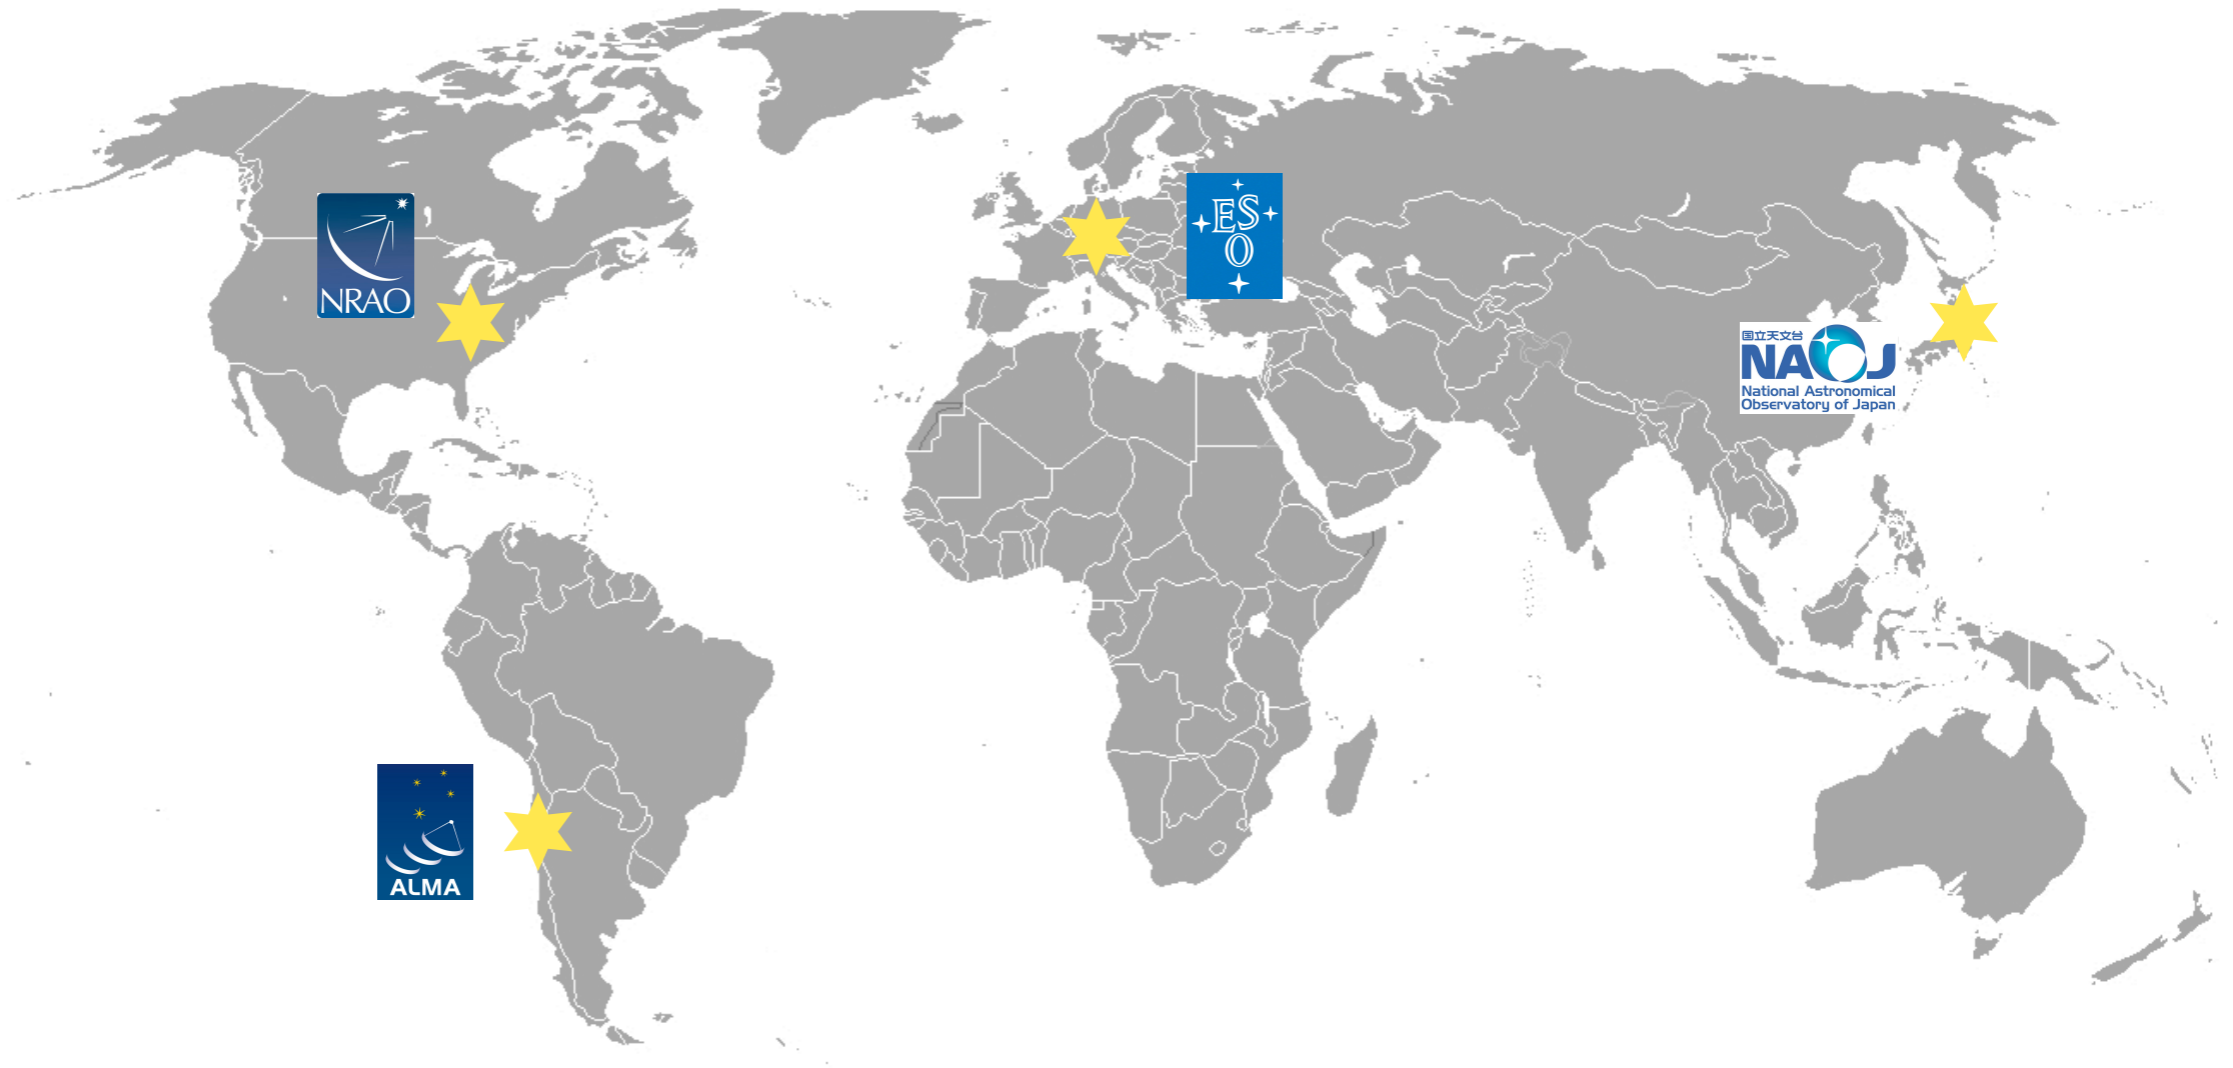 NRAO
ESO
国立天文台
NAOJ
National Astronomical
Observatory of Japan
ALMA